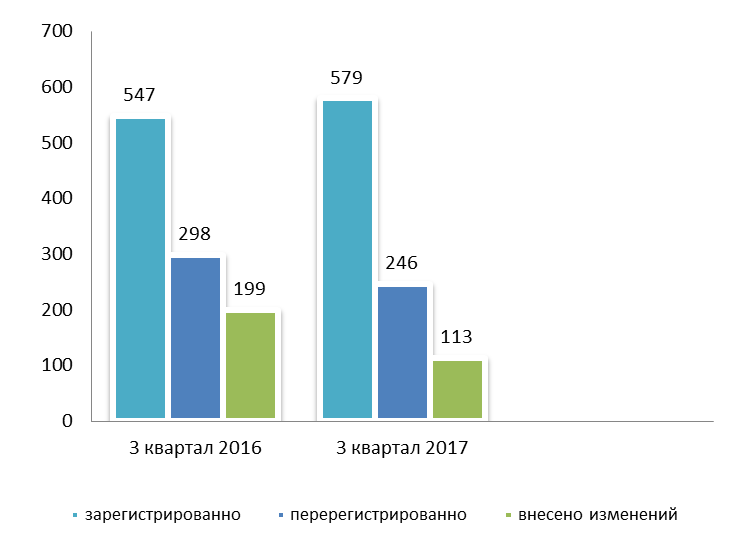 700
600
500
400
300
200
100
0
547
298
199
579
246
113
3 квартал 2016
3 квартал 2017
зарегистрированно
перерегистрированно
внесено изменений